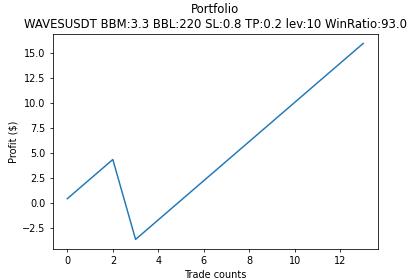 Portfolio
WAVESUSDT BBM:3.3 BBL:220 SL:0.8 TP:0.2 lev:10 WinRatio:93.0
15.0
12.5
10.0
7.5
5.0
2.5
0.0
−2.5
Profit ($)
0 2 4 6 8 10 12
Trade counts